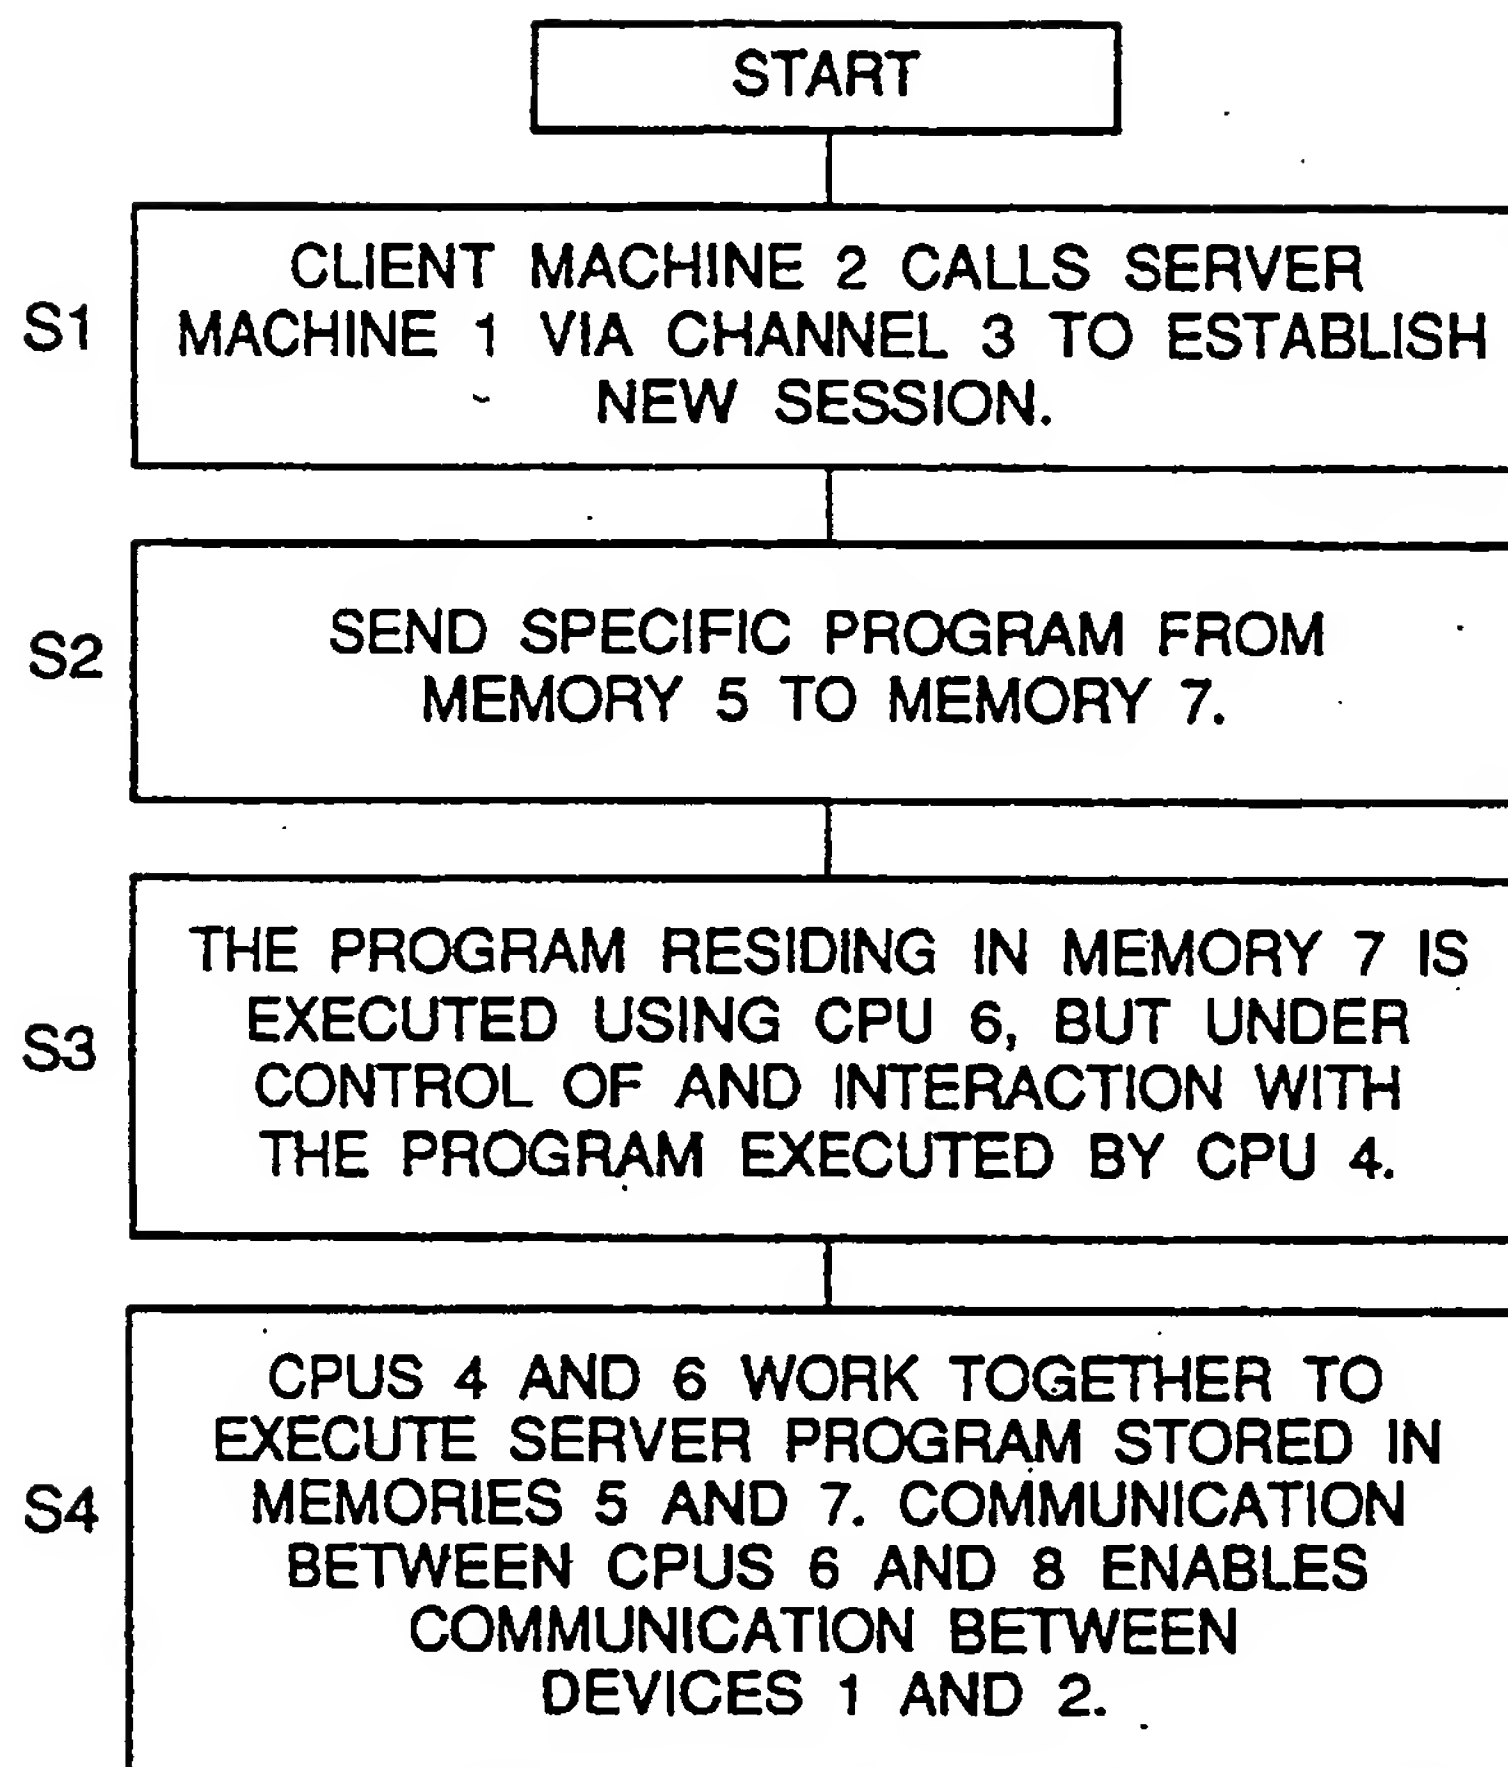 START
S1
CLIENT MACHINE 2 CALLS SERVER
MACHINE 1 VIA CHANNEL 3 TO ESTABLISH
NEW SESSION.
S2
SEND SPECIFIC PROGRAM FROM
MEMORY 5 TO MEMORY 7.
S3
THE PROGRAM RESIDING IN MEMORY 7 IS
EXECUTED USING CPU 6, BUT UNDER
CONTROL OF AND INTERACTION WITH
THE PROGRAM EXECUTED BY CPU 4.
S4
CPUS 4 AND 6 WORK TOGETHER TO
EXECUTE SERVER PROGRAM STORED IN
MEMORIES 5 AND 7. COMMUNICATION
BETWEEN CPUS 6 AND 8 ENABLES
COMMUNICATION BETWEEN
DEVICES 1 AND 2.